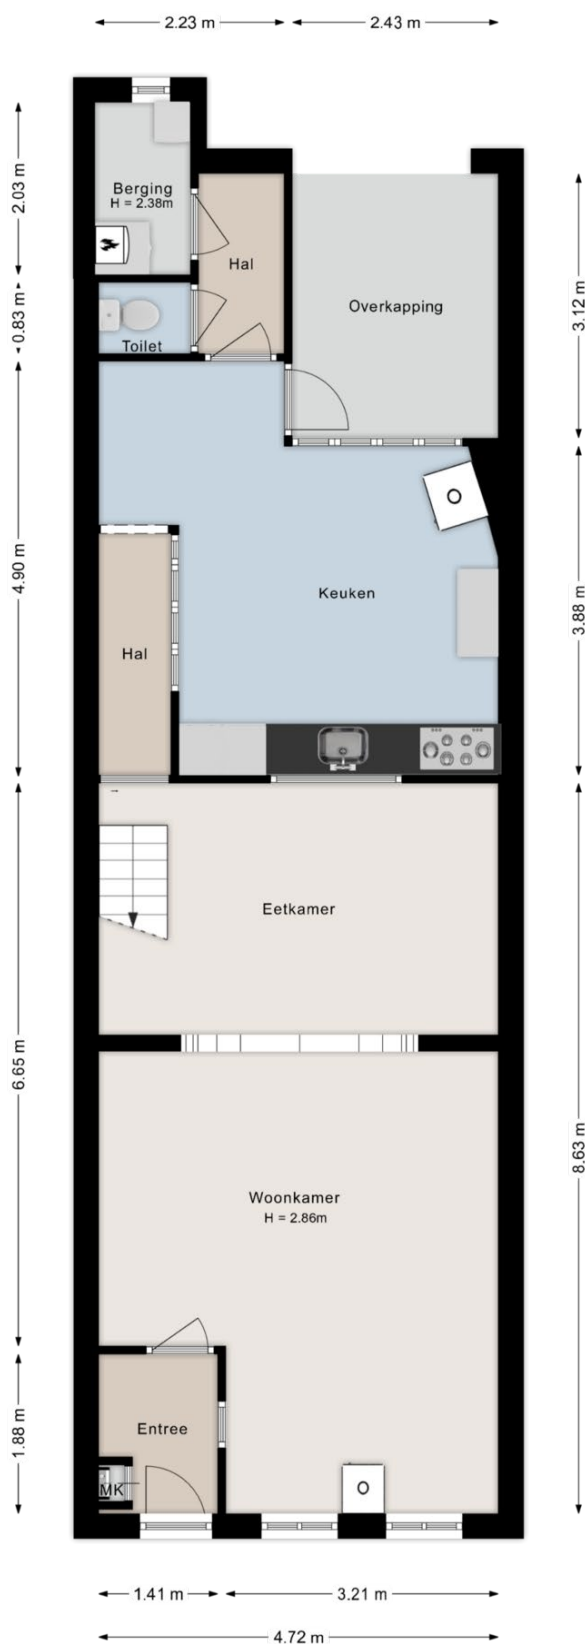 2.23 m
2.43 m
2.03 m
Berging
H = 2.38m
Hal
Overkapping
3.12 m
0.83 m
Toilet
4.90 m
Keuken
3.88 m
Hal
Eetkamer
6.65 m
8.63 m
Woonkamer
H = 2.86m
1.88 m
Entree
MK
1.41 m
3.21 m
4.72 m